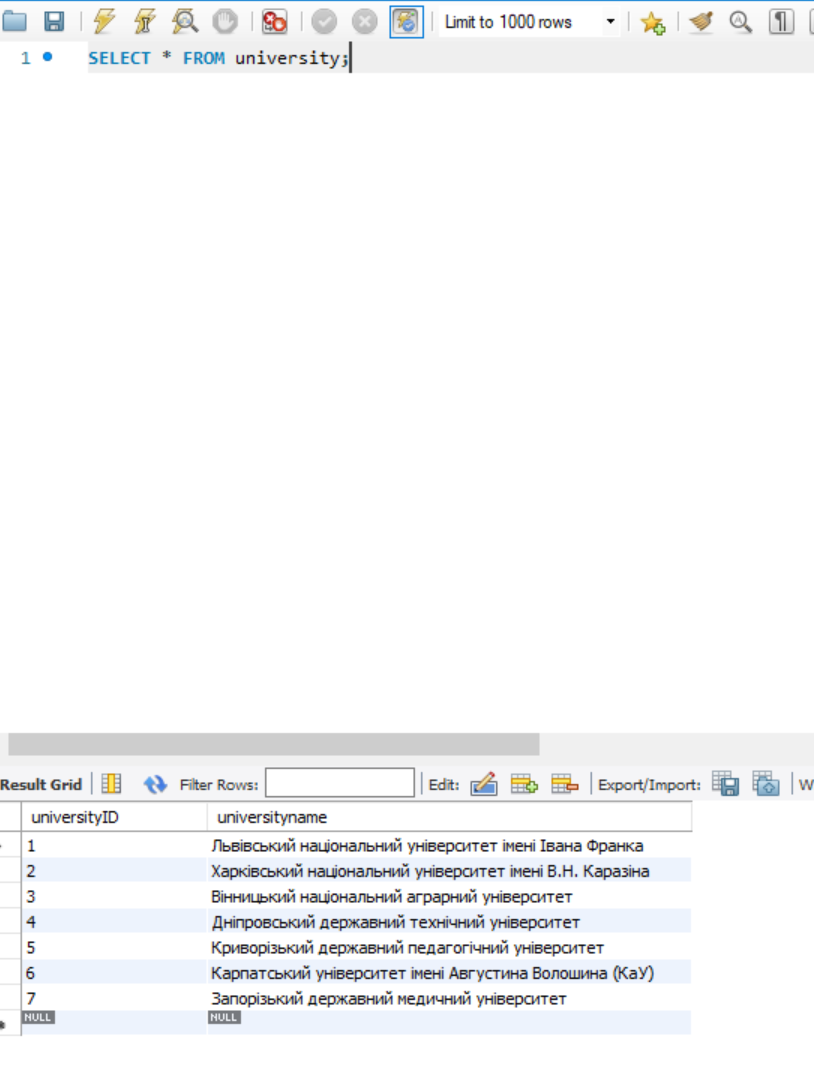 Limit to 1000 rows
1 SELECT * FROM university;
Result Grid Filter Rows: Edit: Export/Import: W
universityID universityname
1 Львівський національний університет імені Івана Франка
2 Харківський національний університет імені В.Н. Каразіна
3 Вінницький національний аграрний університет
4 Дніпровський державний технічний університет
5 Криворізький державний педагогічний університет
6 Карпатський університет імені Августина Волошина (КаУ)
7 Запорізький державний медичний університет
NULL NULL